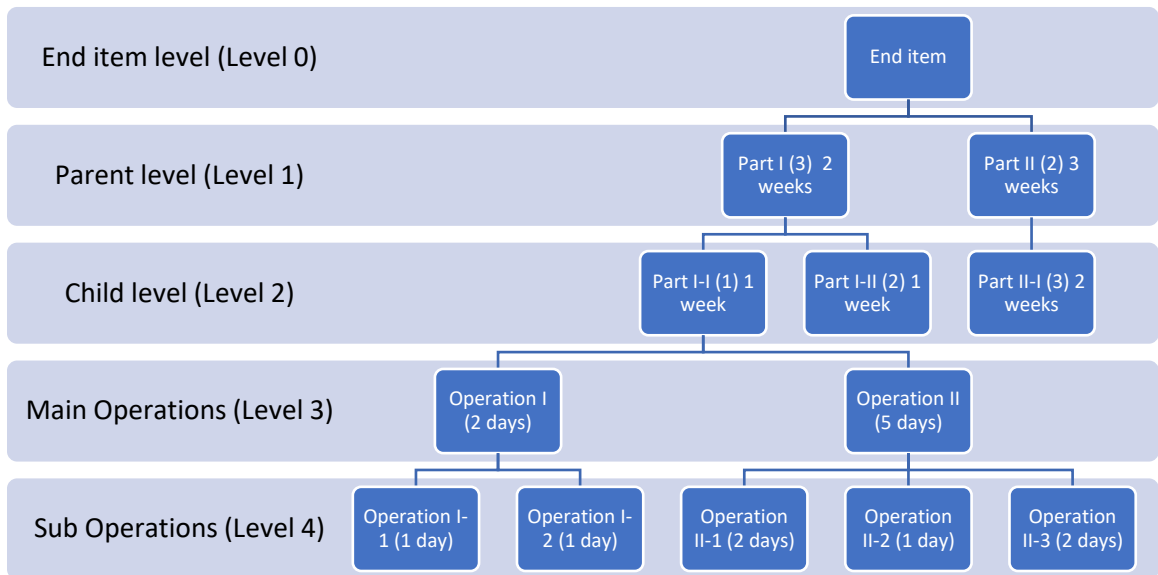 End item level (Level 0)
End item
Parent level (Level 1)
Part I (3)  2
weeks
Part II (2) 3
weeks
Child level (Level 2)
Part I-I (1) 1
week
Part I-II (2) 1
week
Part II-I (3) 2
weeks
Main Operations (Level 3)
Operation I
(2 days)
Operation II
(5 days)
Sub Operations (Level 4)
Operation I-
1 (1 day)
Operation I-
2 (1 day)
Operation
II-1 (2 days)
Operation
II-2 (1 day)
Operation
II-3 (2 days)